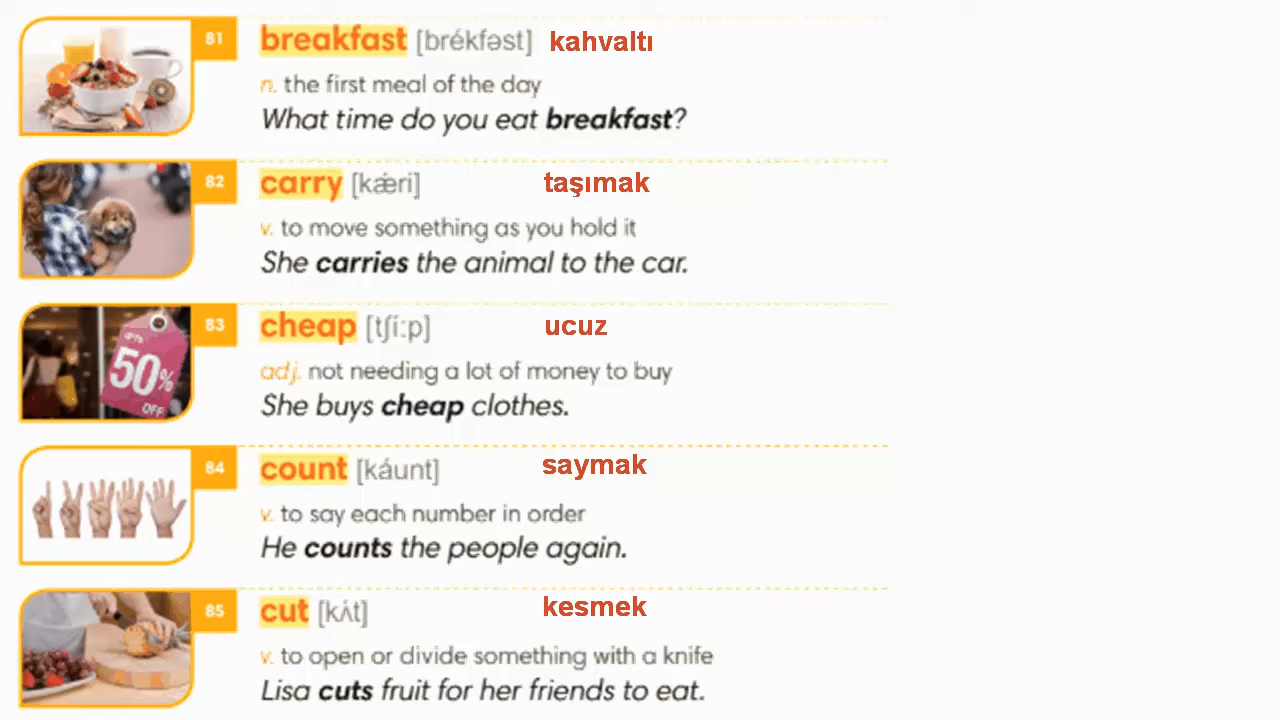 81 breakfast [brékfəst] kahvaltı
n. the first meal of the day
What time do you eat breakfast?
82 carry [kǽri] taşımak
v. to move something as you hold it
She carries the animal to the car.
50%
OFF
83 cheap [tʃíːp] ucuz
adj. not needing a lot of money to buy
She buys cheap clothes.
84 count [káunt] saymak
v. to say each number in order
He counts the people again.
85 cut [kʌ́t] kesmek
v. to open or divide something with a knife
Lisa cuts fruit for her friends to eat.